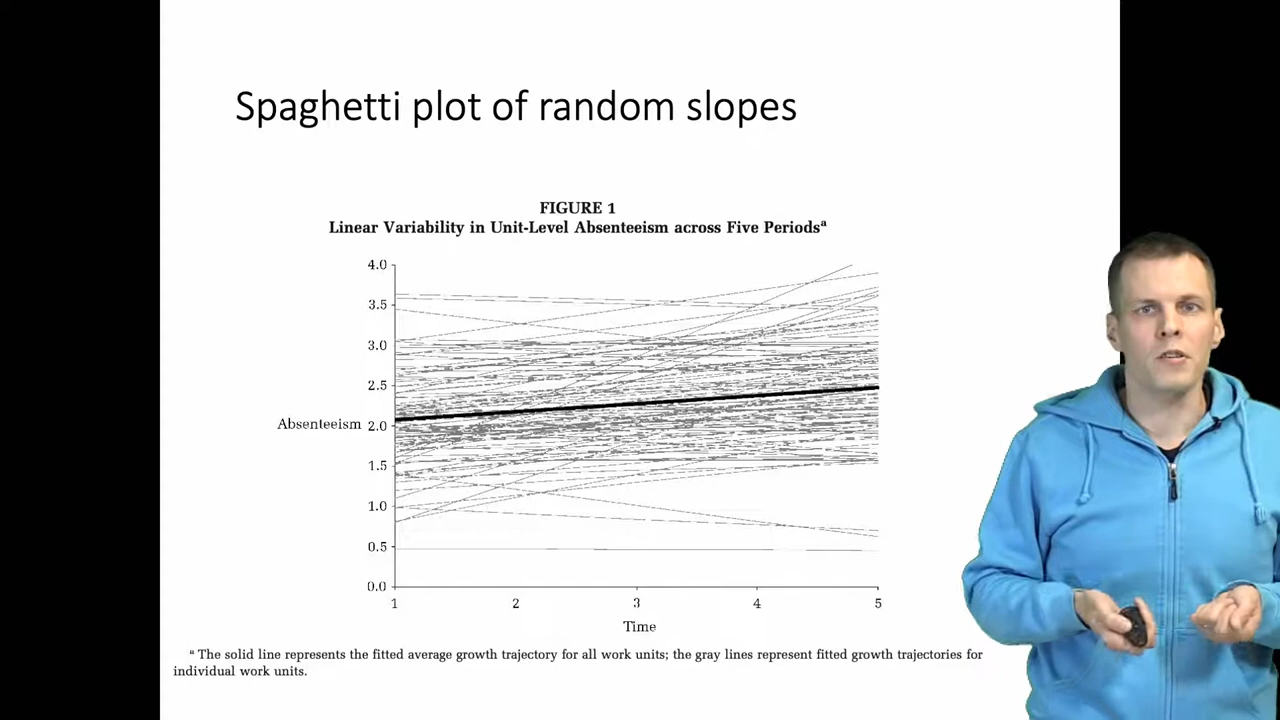 Spaghetti plot of random slopes
FIGURE 1
Linear Variability in Unit-Level Absenteeism across Five Periodsª
4.0
3.5
3.0
2.5
Absenteeism 2.0
1.5
1.0
0.5
0.0
1 2 3 4 5
Time
ª The solid line represents the fitted average growth trajectory for all work units; the gray lines represent fitted growth trajectories for
individual work units.